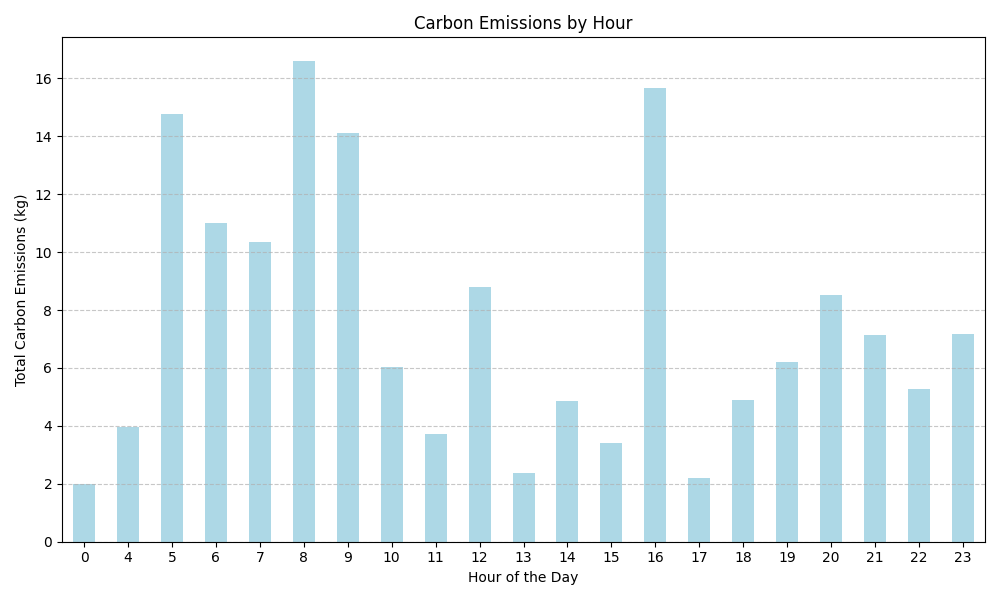 Carbon Emissions by Hour
Total Carbon Emissions (kg)
16
14
12
10
8
6
4
2
0
0 4 5 6 7 8 9 10 11 12 13 14 15 16 17 18 19 20 21 22 23
Hour of the Day